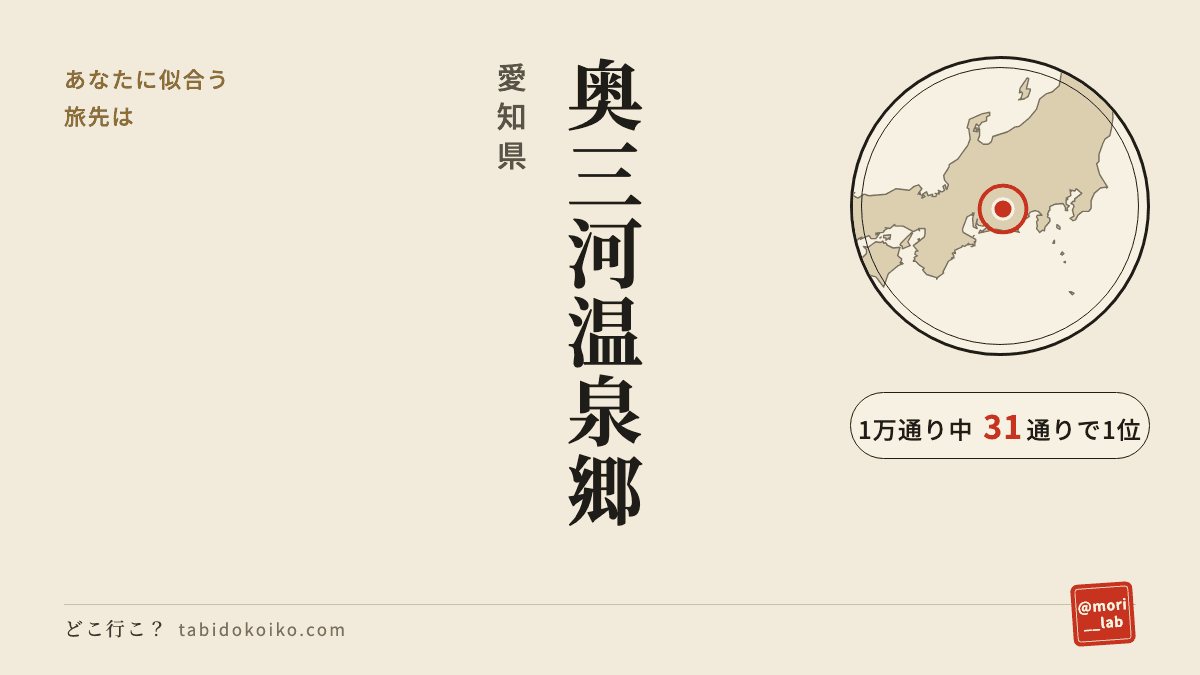 あなたに似合う
旅先は
奥三河温泉郷
愛知県
1万通り中 31通りで1位
どこ行こ? tabidokoiko.com
@mori
__lab